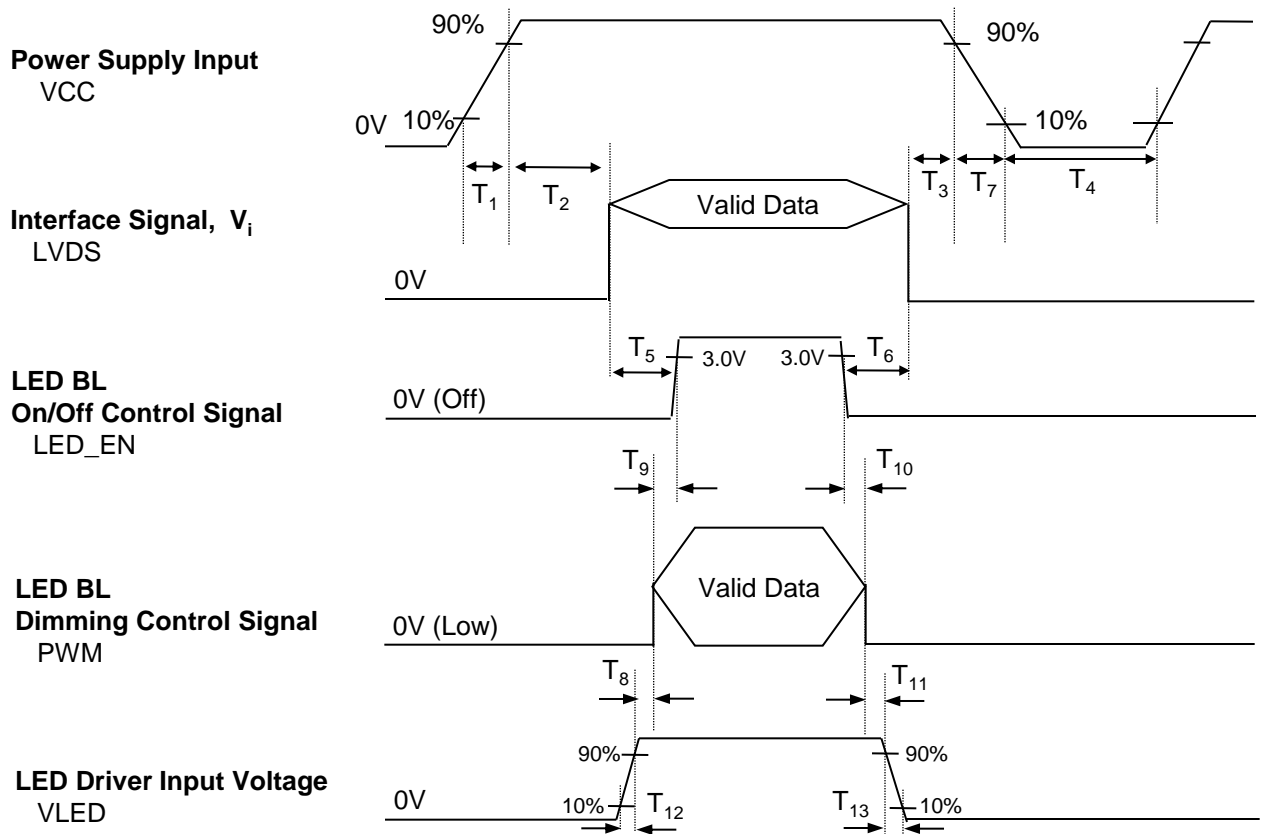 90%
90%
Power Supply Input
VCC
0V
10%
10%
T1
T2
T3
T7
T4
Interface Signal, Vi
LVDS
Valid Data
0V
T5
3.0V
3.0V
T6
LED BL
On/Off Control Signal
LED_EN
0V (Off)
T9
T10
LED BL
Dimming Control Signal
PWM
Valid Data
0V (Low)
T8
T11
90%
90%
LED Driver Input Voltage
VLED
0V
10%
T12
T13
10%